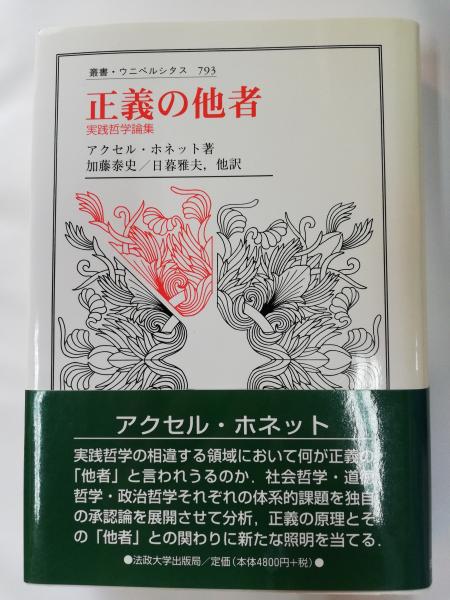 叢書・ウニベルシタス 793
正義の他者
実践哲学論集
アクセル・ホネット著
加藤泰史／日暮雅夫，他訳
アクセル・ホネット
実践哲学の相違する領域において何が正義の
「他者」と言われうるのか．社会哲学・道徳
哲学・政治哲学それぞれの体系的課題を独自
の承認論を展開させて分析，正義の原理とそ
の「他者」との関わりに新たな照明を当てる．
●法政大学出版局／定価（本体4800円＋税）●